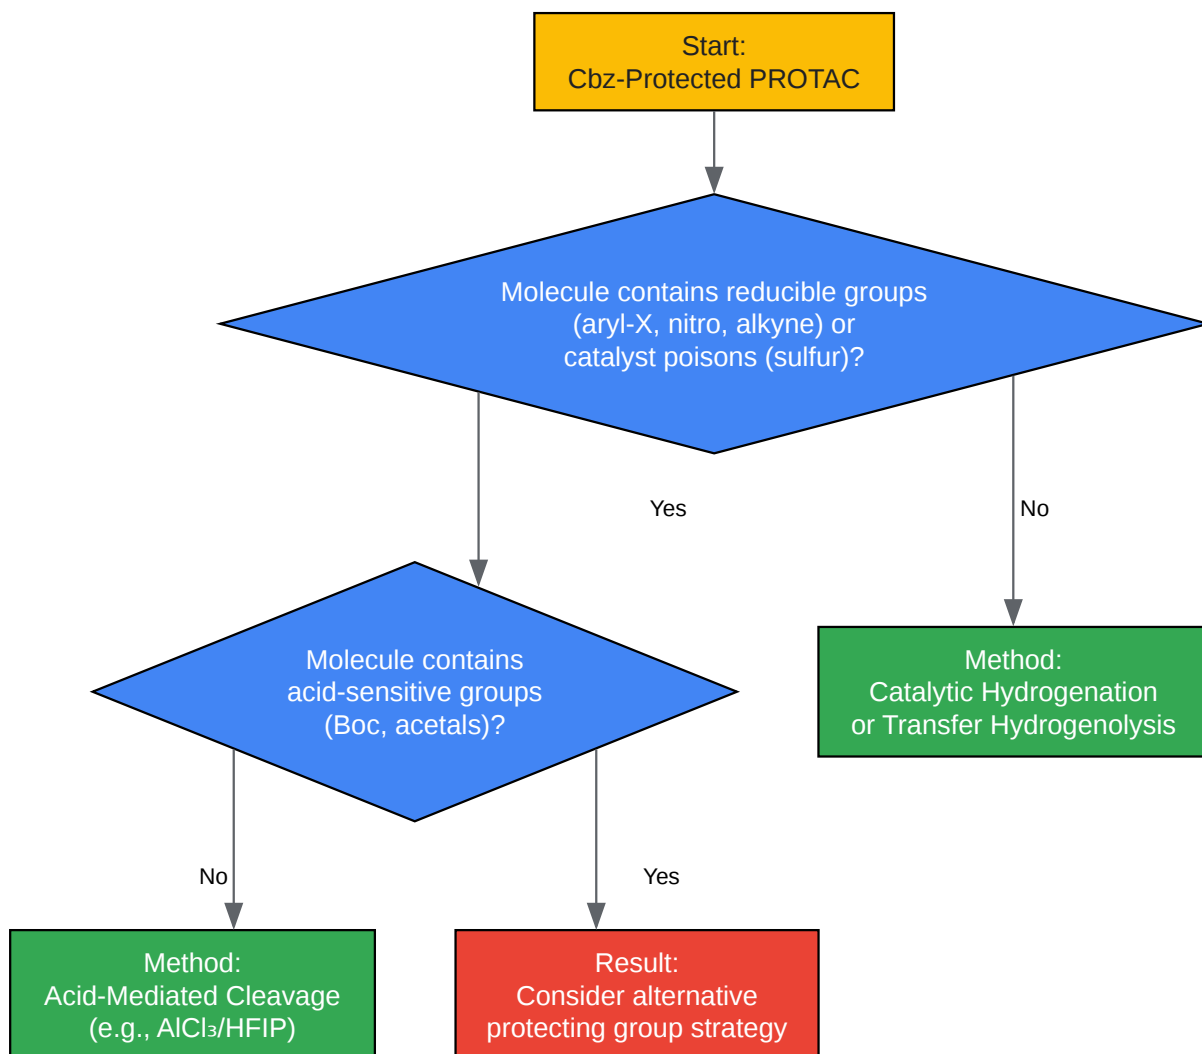 Start:
Cbz-Protected PROTAC
Molecule contains reducible groups
(aryl-X, nitro, alkyne) or
catalyst poisons (sulfur)?
Yes
No
Molecule contains
acid-sensitive groups
(Boc, acetals)?
Method:
Catalytic Hydrogenation
or Transfer Hydrogenolysis
No
Yes
Method:
Acid-Mediated Cleavage
(e.g., AlCl₃/HFIP)
Result:
Consider alternative
protecting group strategy